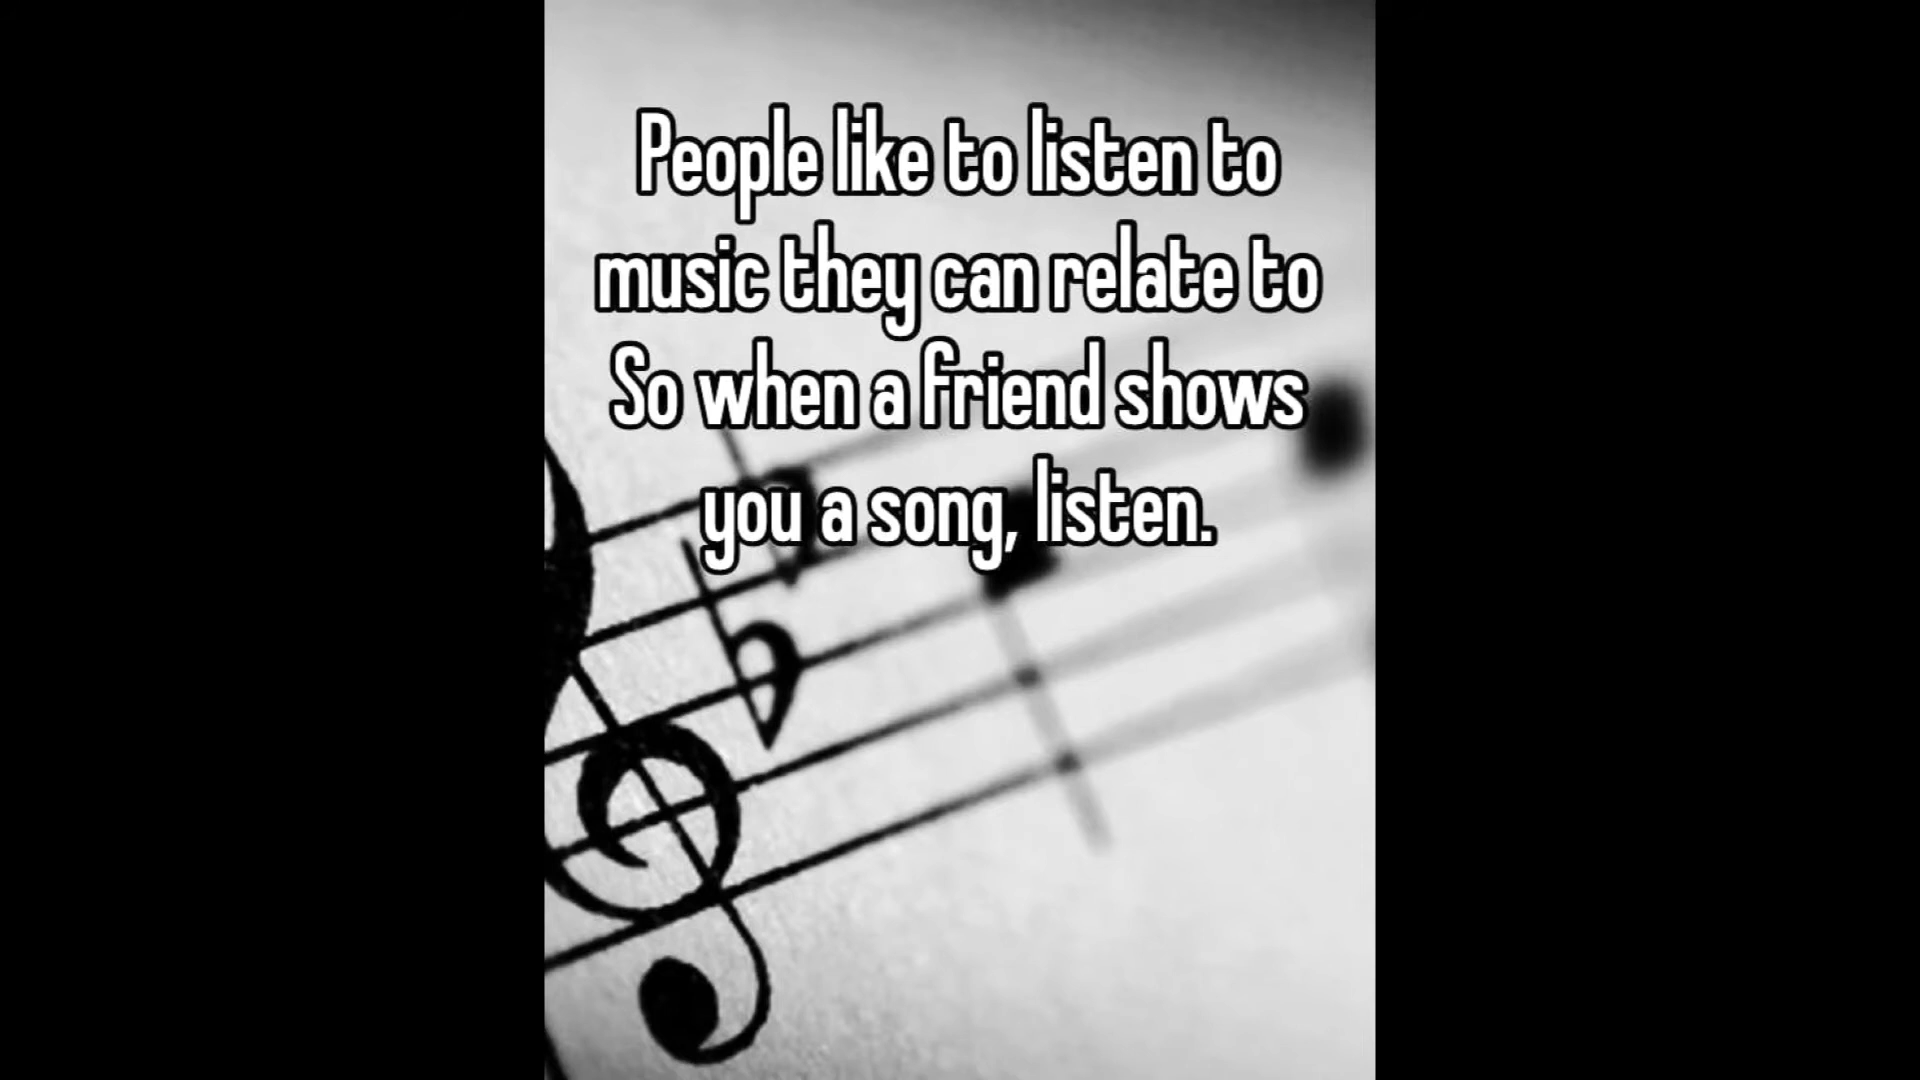 People like to listen to
music they can relate to
So when a friend shows
you a song, listen.